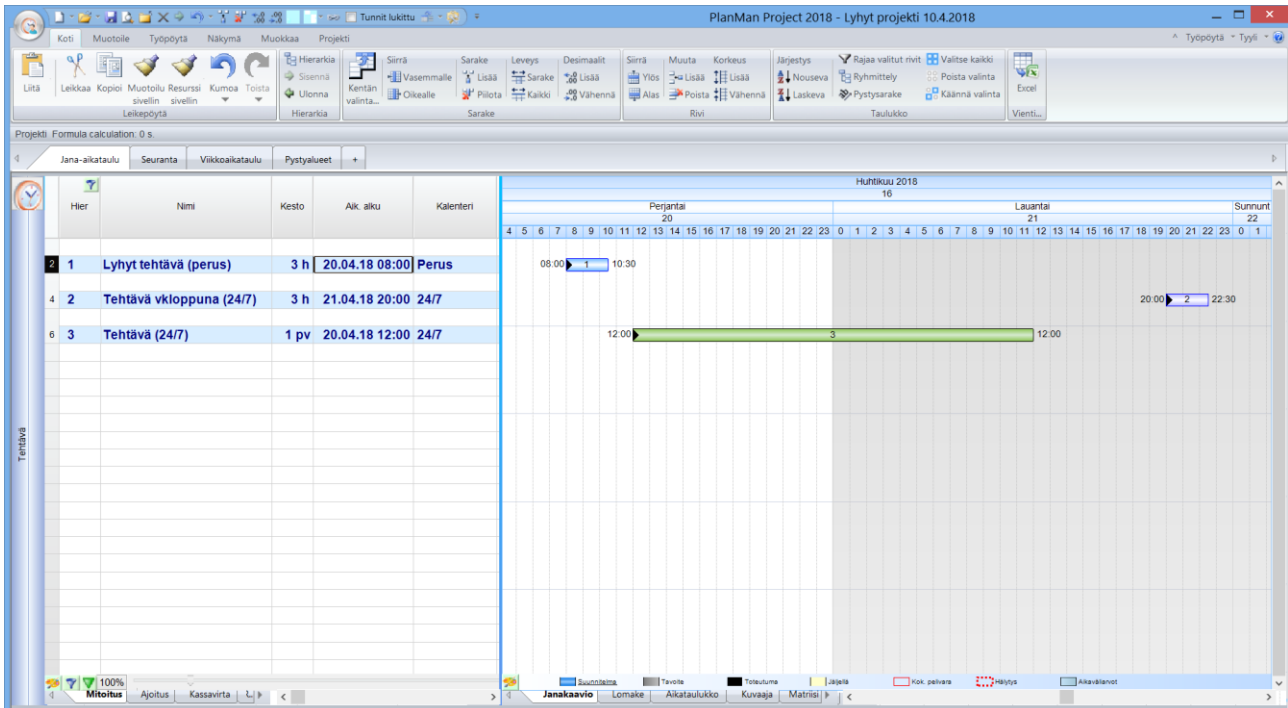 Tunnit lukittu
PlanMan Project 2018 - Lyhyt projekti 10.4.2018
Koti Muotoile Työpöytä Näkymä Muokkaa Projekti
Työpöytä Tyyli
Hierarkia Siirrä Sarake Leveys Desimaalit Siirrä Muuta Korkeus Järjestys Rajaa valitut rivit Valitse kaikki
Liitä Leikkaa Kopioi Muotoilu sivellin Resurssi sivellin Kumoa Toista Sisennä Kentän valinta... Vasemmalle Lisää Sarake Lisää Ylös Lisää Lisää Nouseva Ryhmittely Poista valinta Excel
Ulonna Oikealle Piilota Kaikki Vähennä Alas Poista Vähennä Laskeva Pystysarake Käännä valinta
Leikepöytä Hierarkia Sarake Rivi Taulukko Vienti...
Projekti Formula calculation: 0 s.
Jana-aikataulu Seuranta Viikkoaikataulu Pystyalueet +
Huhtikuu 2018
16
Hier Nimi Kesto Aik. alku Kalenteri
Perjantai Lauantai Sunnunt
20 21 22
4 5 6 7 8 9 10 11 12 13 14 15 16 17 18 19 20 21 22 23 0 1 2 3 4 5 6 7 8 9 10 11 12 13 14 15 16 17 18 19 20 21 22 23 0 1
2 1 Lyhyt tehtävä (perus) 3 h 20.04.18 08:00 Perus 08:00 1 10:30
4 2 Tehtävä vkloppuna (24/7) 3 h 21.04.18 20:00 24/7 20:00 2 22:30
6 3 Tehtävä (24/7) 1 pv 20.04.18 12:00 24/7 12:00 3 12:00
Tehtävä
100%
Suunnitelma Tavoite Toteutuma Jäljellä Kok. pelivara Hälytys Aikaväliarvot
Mitoitus Ajoitus Kassavirta Janakaavio Lomake Aikataulukko Kuvaaja Matriisi